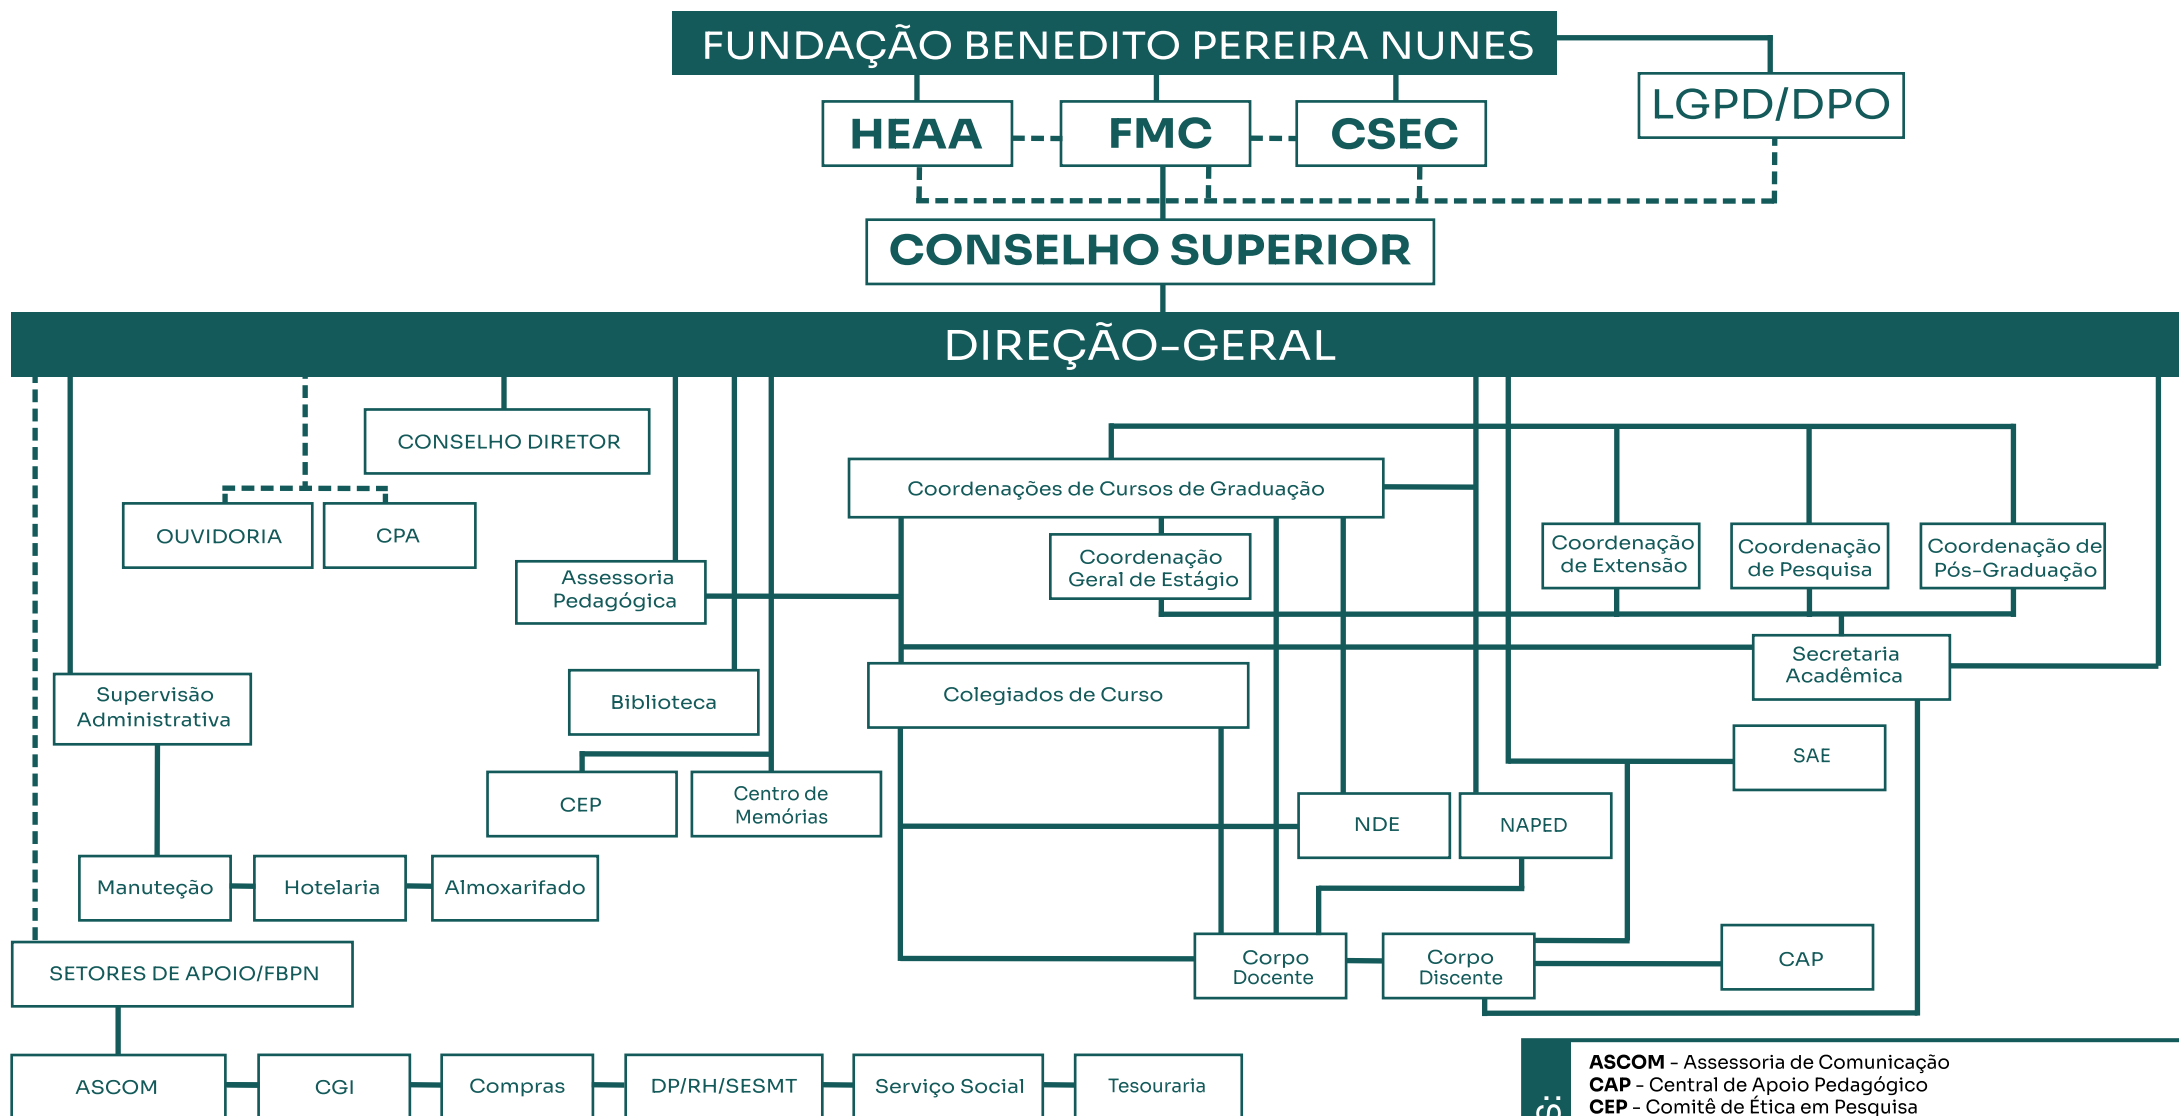 FUNDAÇÃO BENEDITO PEREIRA NUNES
LGPD/DPO
HEAA
FMC
CSEC
CONSELHO SUPERIOR
DIREÇÃO-GERAL
CONSELHO DIRETOR
OUVIDORIA
CPA
Coordenações de Cursos de Graduação
Assessoria
Pedagógica
Coordenação
Geral de Estágio
Coordenação
de Extensão
Coordenação
de Pesquisa
Coordenação de
Pós-Graduação
Supervisão
Administrativa
Biblioteca
Colegiados de Curso
Secretaria
Acadêmica
SAE
CEP
Centro de
Memórias
NDE
NAPED
Manuteção
Hotelaria
Almoxarifado
SETORES DE APOIO/FBPN
Corpo
Docente
Corpo
Discente
CAP
ASCOM
CGI
Compras
DP/RH/SESMT
Serviço Social
Tesouraria
ASCOM - Assessoria de Comunicação
CAP - Central de Apoio Pedagógico
CEP - Comitê de Ética em Pesquisa